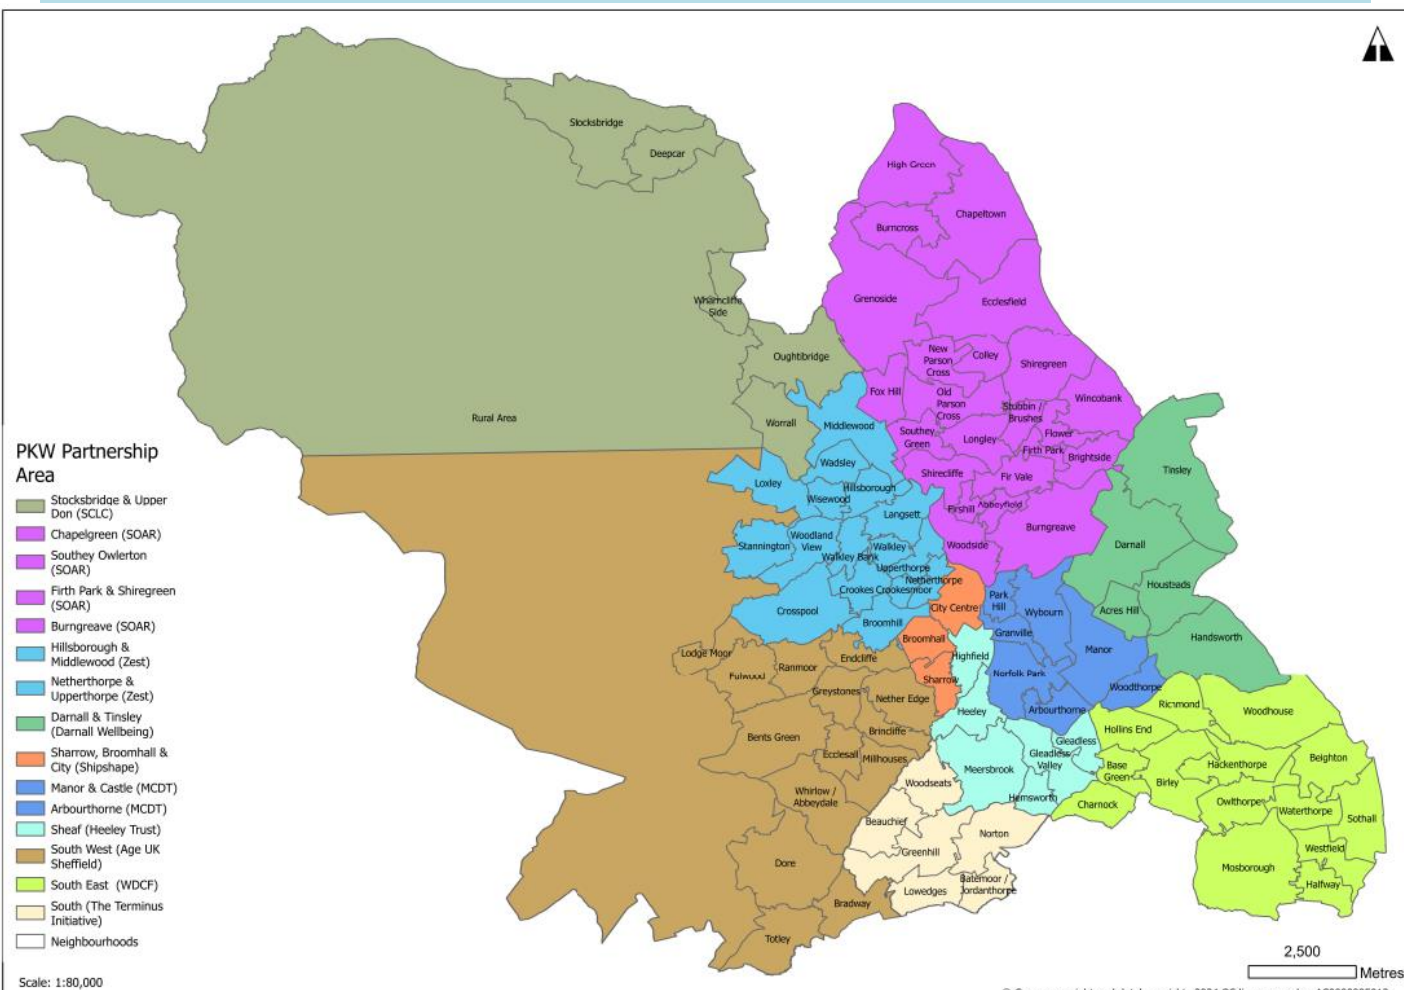 High Green
Chapeltown
Burncross
Stocksbridge
Deepcar
Grenoside
Ecclesfield
Wharncliffe
Side
Oughtibridge
New
Parson
Cross
Colley
Shiregreen
Fox Hill
Old
Parson
Cross
Stubbin /
Brushes
Wincobank
Rural Area
Worrall
Middlewood
Southey
Green
Longley
Flower
Firth Park
Brightside
Wadsley
Shirecliffe
Fir Vale
Tinsley
Loxley
Hillsborough
Wisewood
Firshill
Abbeyfield
Langsett
Burngreave
Stannington
Woodland
View
Walkley
Woodside
Darnall
Walkley Bank
Upperthorpe
Netherthorpe
Crookes
Crookesmoor
Housteads
Crosspool
City Centre
Park
Hill
Wybourn
Acres Hill
Broomhill
Broomhall
Granville
Handsworth
Lodge Moor
Ranmoor
Endcliffe
Highfield
Manor
Fulwood
Sharrow
Norfolk Park
Woodthorpe
Greystones
Nether Edge
Heeley
Arbourthorne
Richmond
Woodhouse
Bents Green
Brincliffe
Hollins End
Gleadless
Ecclesall
Millhouses
Gleadless
Valley
Meersbrook
Base
Green
Hackenthorpe
Beighton
Woodseats
Birley
Whirlow /
Abbeydale
Hemsworth
Charnock
Owlthorpe
Waterthorpe
Sothall
Beauchief
Norton
Greenhill
Westfield
Dore
Mosborough
Halfway
Lowedges
Batemoor /
Jordanthorpe
Bradway
Totley
PKW Partnership
Area
Stocksbridge & Upper
Don (SCLC)
Chapelgreen (SOAR)
Southey Owlerton
(SOAR)
Firth Park & Shiregreen
(SOAR)
Burngreave (SOAR)
Hillsborough &
Middlewood (Zest)
Netherthorpe &
Upperthorpe (Zest)
Darnall & Tinsley
(Darnall Wellbeing)
Sharrow, Broomhall &
City (Shipshape)
Manor & Castle (MCDT)
Arbourthorne (MCDT)
Sheaf (Heeley Trust)
South West (Age UK
Sheffield)
South East (WDCF)
South (The Terminus
Initiative)
Neighbourhoods
Scale: 1:80,000
2,500
Metres